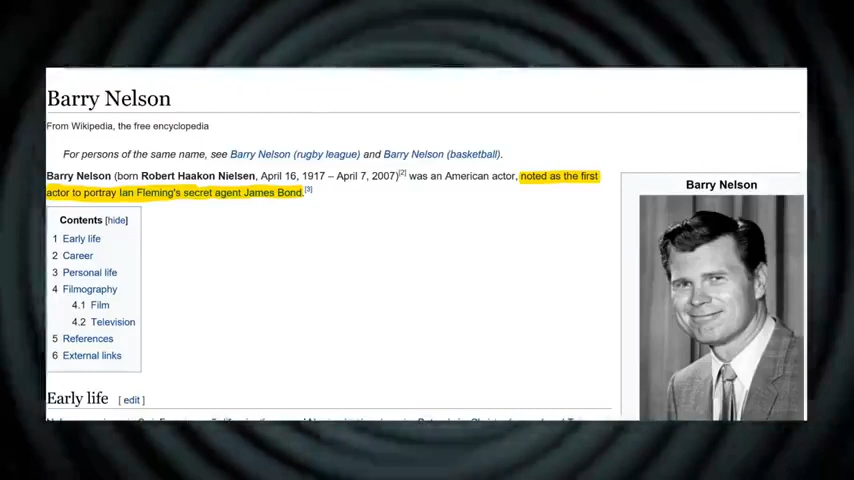 Barry Nelson
From Wikipedia, the free encyclopedia
For persons of the same name, see Barry Nelson (rugby league) and Barry Nelson (basketball).
Barry Nelson (born Robert Haakon Nielsen, April 16, 1917 – April 7, 2007)[2] was an American actor, noted as the first
actor to portray Ian Fleming's secret agent James Bond.[3]
Contents [hide]
1 Early life
2 Career
3 Personal life
4 Filmography
4.1 Film
4.2 Television
5 References
6 External links
Barry Nelson
Early life [ edit ]